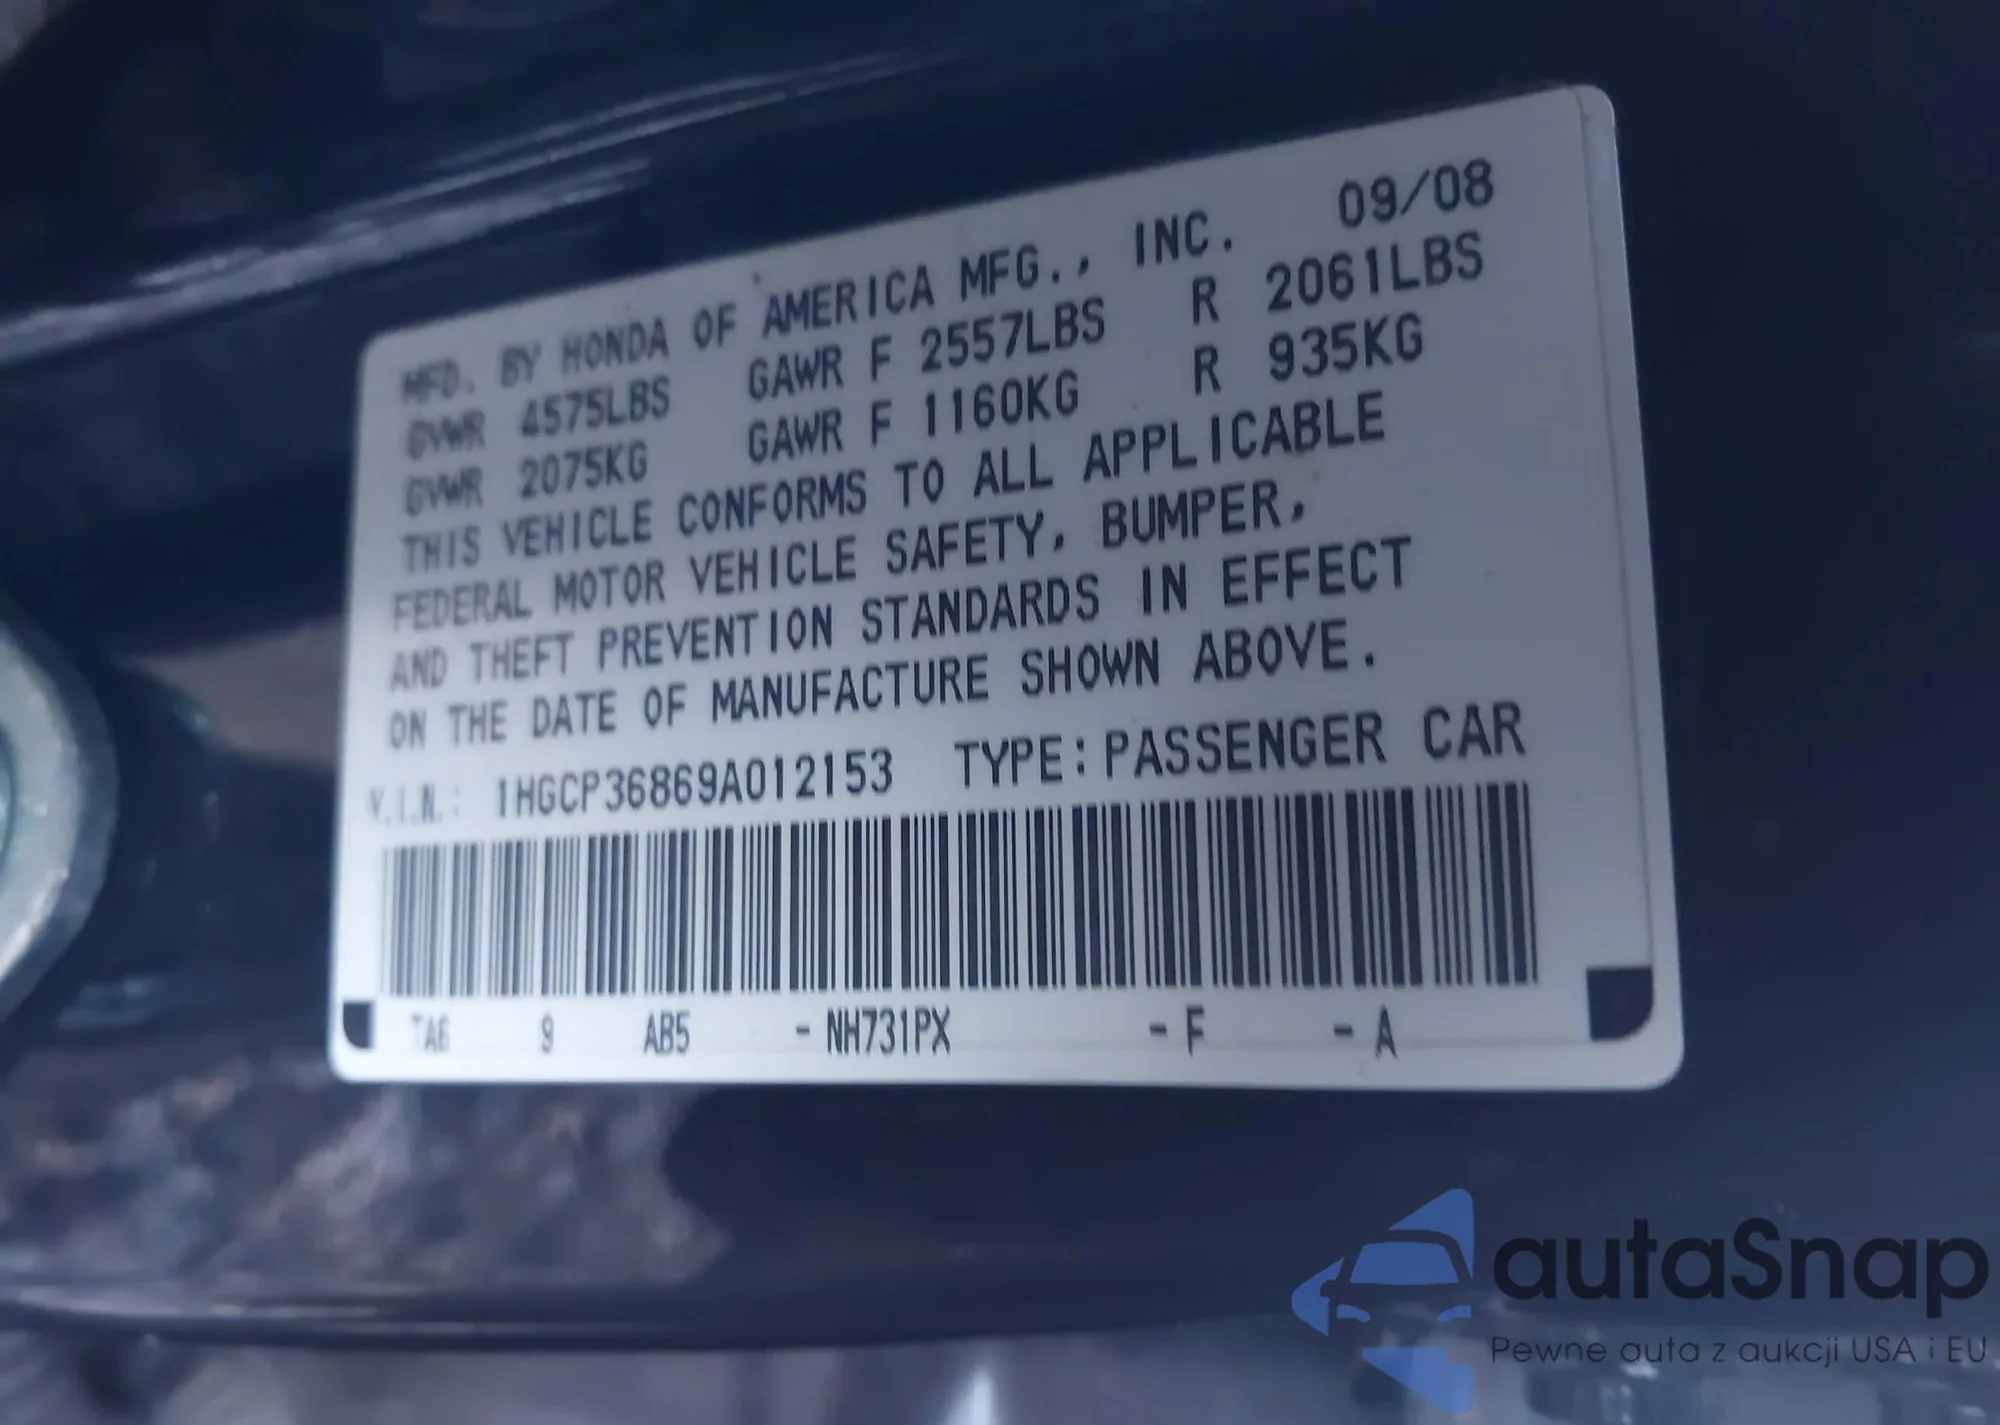 MFD. BY HONDA OF AMERICA MFG., INC. 09/08
GVWR 4575LBS GAWR F 2557LBS R 2061LBS
GVWR 2075KG GAWR F 1160KG R 935KG
THIS VEHICLE CONFORMS TO ALL APPLICABLE
FEDERAL MOTOR VEHICLE SAFETY, BUMPER,
AND THEFT PREVENTION STANDARDS IN EFFECT
ON THE DATE OF MANUFACTURE SHOWN ABOVE.
V.I.N.: 1HGCP36869A012153 TYPE: PASSENGER CAR
TA6 9 AB5 - NH731PX - F - A
autaSnap
Pewne auta z aukcji USA i EU